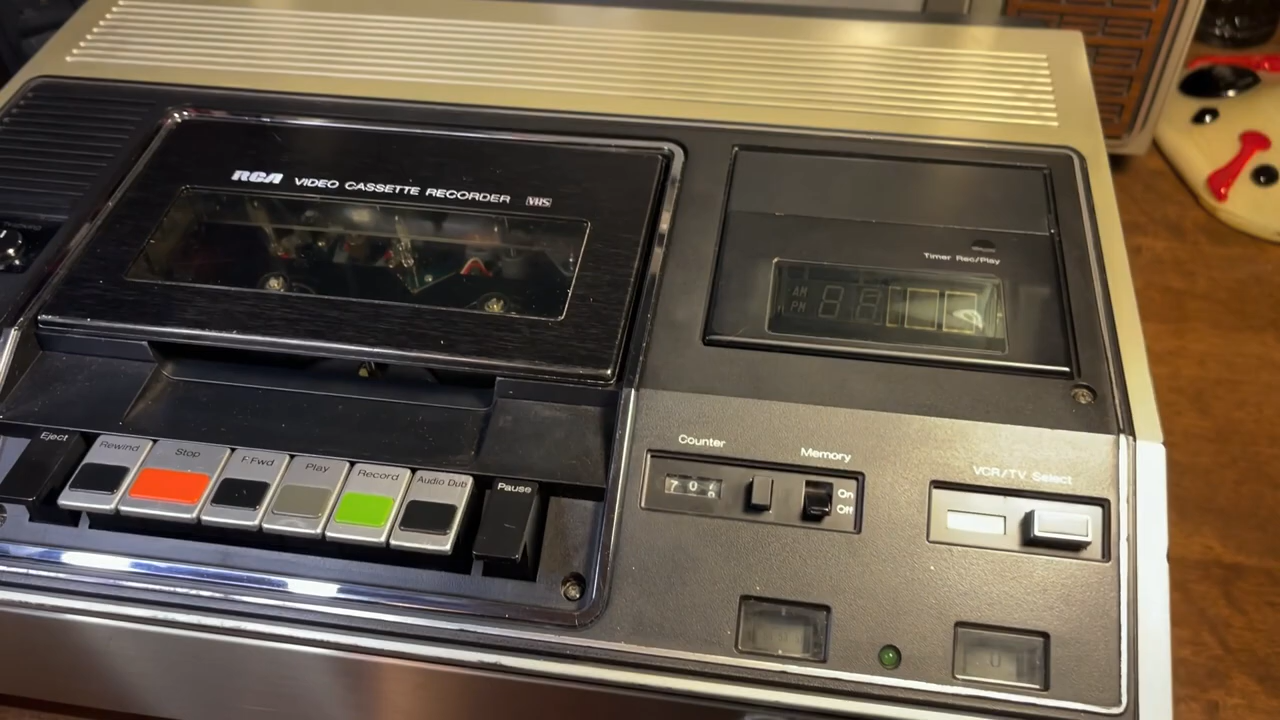 RCA VIDEO CASSETTE RECORDER VHS
Timer Rec/Play
AM
PM
Counter
Memory
On
Off
VCR/TV Select
Eject
Rewind
Stop
F.Fwd
Play
Record
Audio Dub
Pause